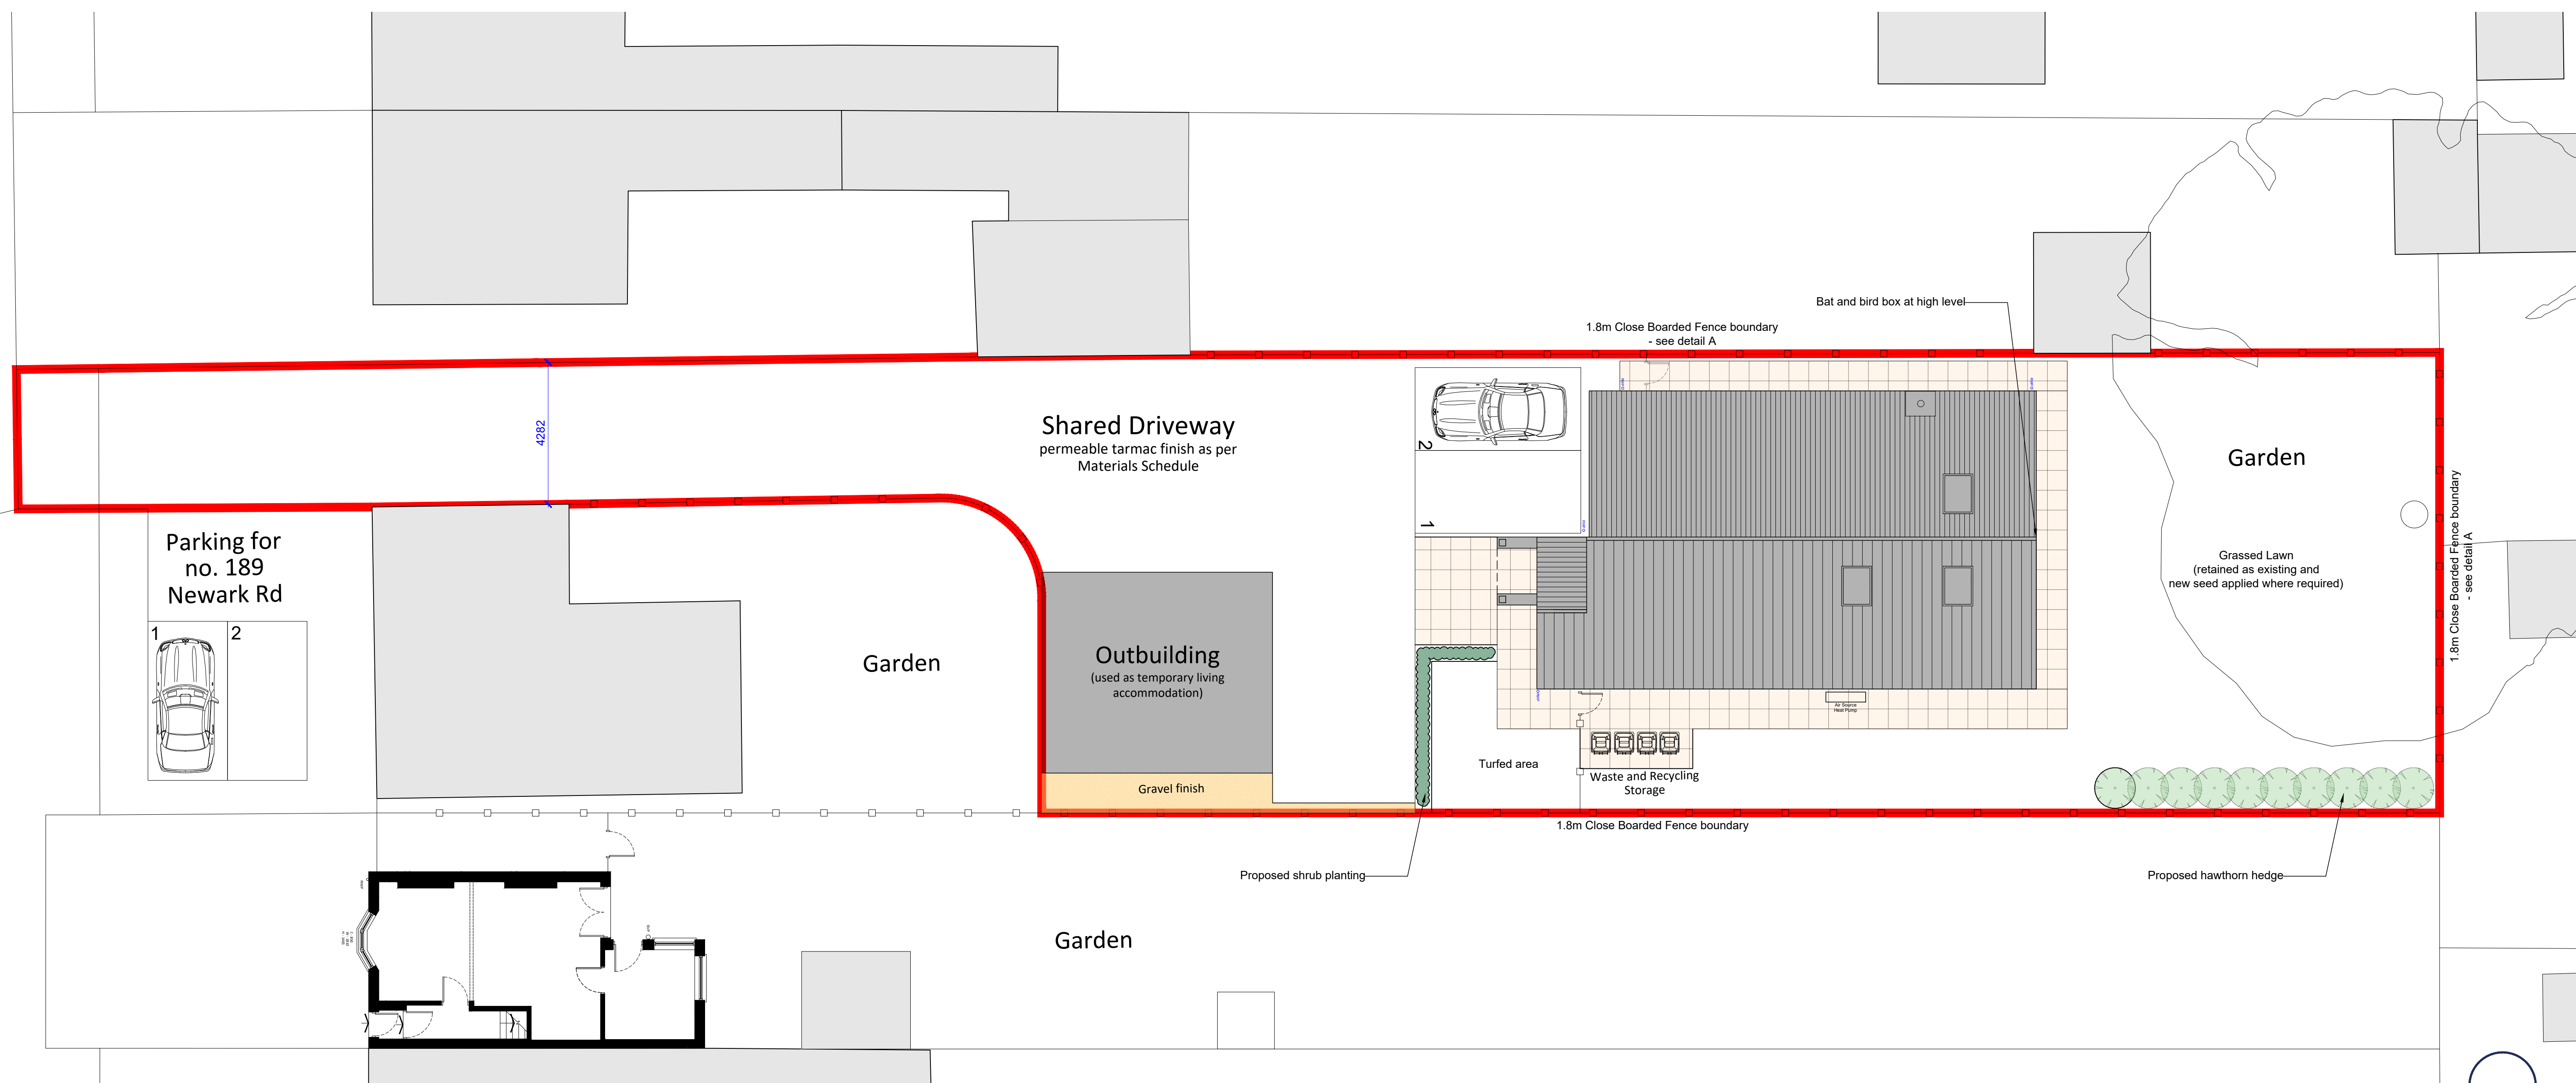 Bat and bird box at high level
1.8m Close Boarded Fence boundary
- see detail A
4282
Shared Driveway
permeable tarmac finish as per
Materials Schedule
2
1
Garden
Grassed Lawn
(retained as existing and
new seed applied where required)
1.8m Close Boarded Fence boundary
- see detail A
Parking for
no. 189
Newark Rd
1
2
Garden
Outbuilding
(used as temporary living
accommodation)
Gravel finish
Turfed area
Air Source
Heat Pump
Waste and Recycling
Storage
1.8m Close Boarded Fence boundary
Proposed shrub planting
Proposed hawthorn hedge
Garden